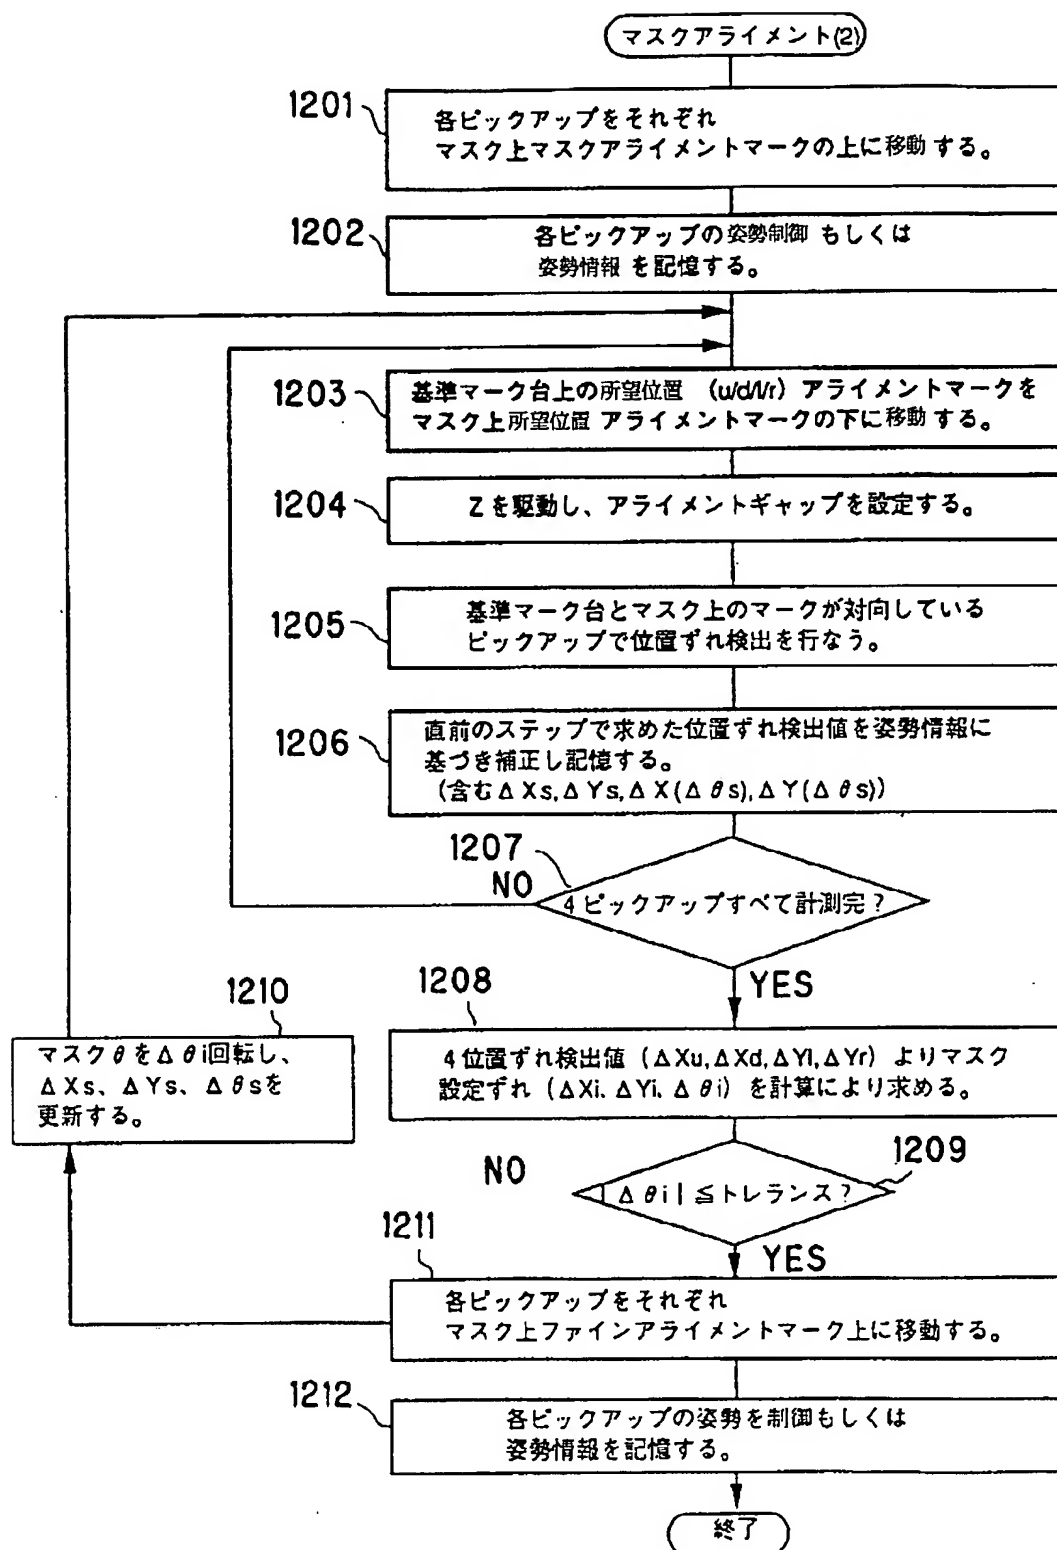 マスクアライメント(2)
1201
各ピックアップをそれぞれ
マスク上マスクアライメントマークの上に移動する。
1202
各ピックアップの姿勢制御もしくは
姿勢情報を記憶する。
1203
基準マーク台上の所望位置 (u/d/l/r) アライメントマークを
マスク上所望位置アライメントマークの下に移動する。
1204
Zを駆動し、アライメントギャップを設定する。
1205
基準マーク台とマスク上のマークが対向している
ピックアップで位置ずれ検出を行なう。
1206
直前のステップで求めた位置ずれ検出値を姿勢情報に
基づき補正し記憶する。
(含むΔXs,ΔYs,ΔX(Δθs),ΔY(Δθs))
1207
NO
4ピックアップすべて計測完?
YES
1208
4位置ずれ検出値 (ΔXu,ΔXd,ΔYl,ΔYr) よりマスク
設定ずれ (ΔXi、ΔYi、Δθi) を計算により求める。
1210
マスクθをΔθi回転し、
ΔXs、ΔYs、Δθsを
更新する。
1209
NO
|Δθi|≦トレランス?
YES
1211
各ピックアップをそれぞれ
マスク上ファインアライメントマーク上に移動する。
1212
各ピックアップの姿勢を制御もしくは
姿勢情報を記憶する。
終了